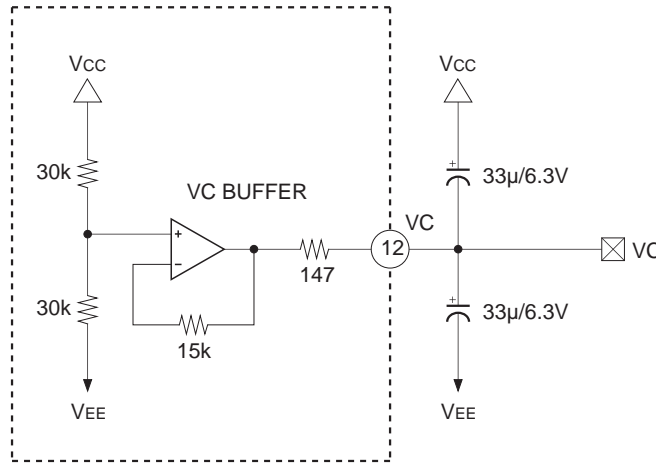 VCC
VCC
30k
VC BUFFER
+
33µ/6.3V
+
12
VC
VC
–
147
30k
15k
+
33µ/6.3V
VEE
VEE